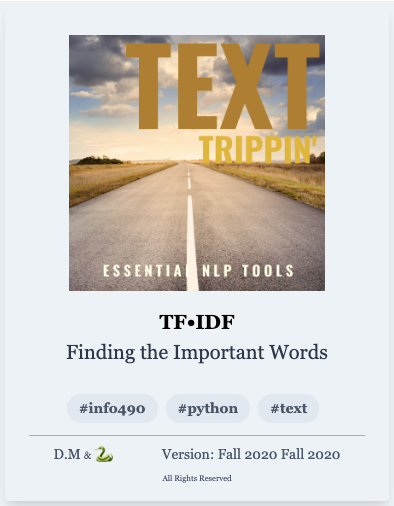 TEXT
TRIPPIN'
ESSENTIAL NLP TOOLS
TF•IDF
Finding the Important Words
#info490 #python #text
D.M & 🐍 Version: Fall 2020 Fall 2020
All Rights Reserved